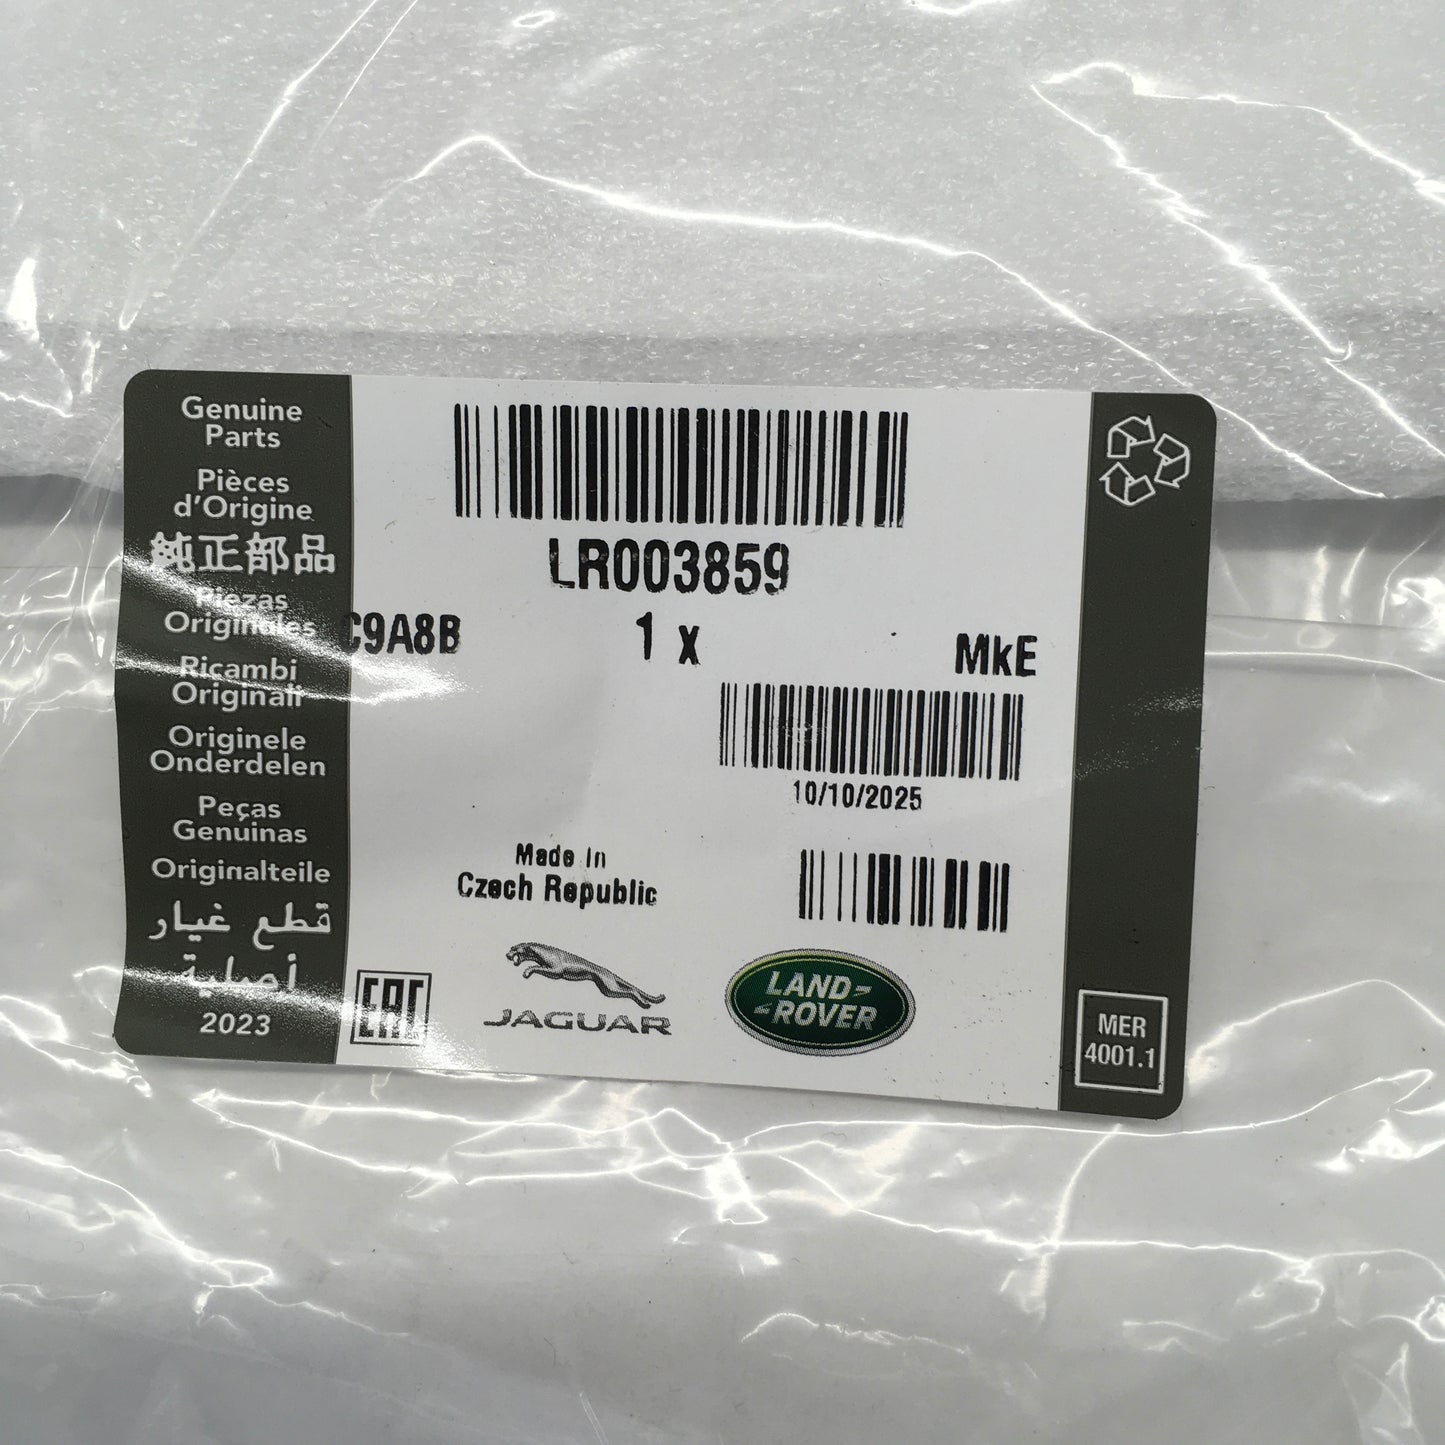 Genuine
Parts
Pièces
d'Origine
純正部品
Piezas
Originales
Ricambi
Originali
Originele
Onderdelen
Peças
Genuinas
Originalteile
قطع غيار
أصلية
2023
LR003859
C9A8B
1 x
MkE
10/10/2025
Made In
Czech Republic
EAC
JAGUAR
LAND-
-ROVER
MER
4001.1